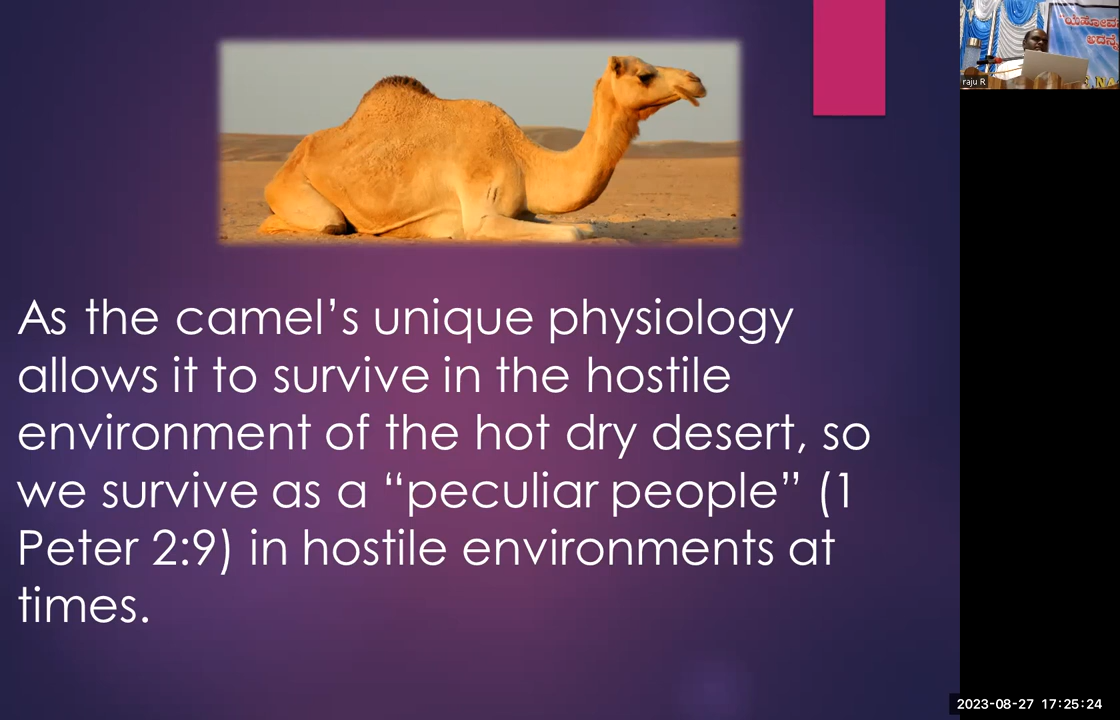 As the camel’s unique physiology
allows it to survive in the hostile
environment of the hot dry desert, so
we survive as a “peculiar people” (1
Peter 2:9) in hostile environments at
times.
raju R
2023-08-27 17:25:24